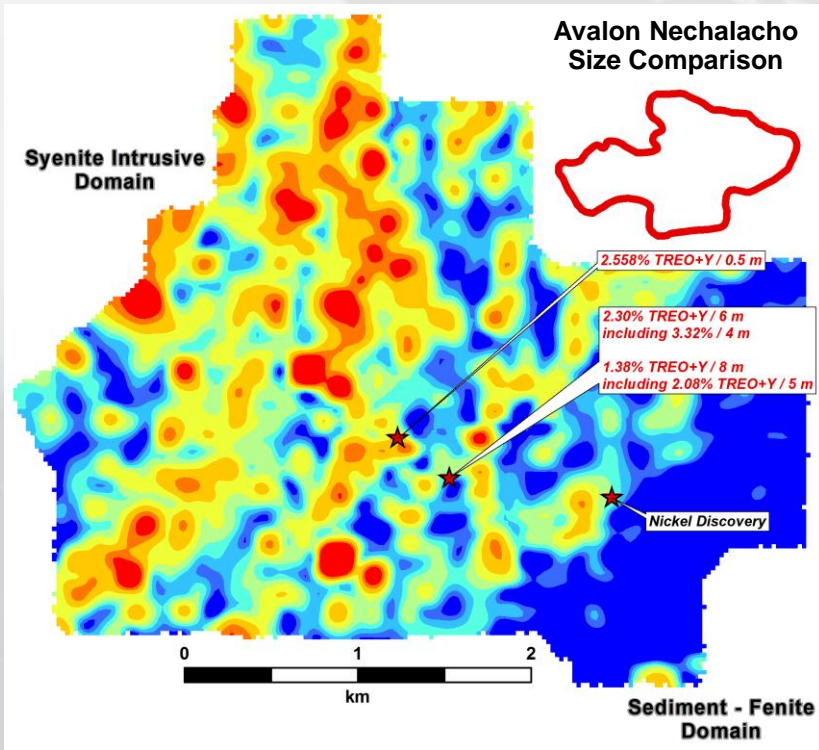 Avalon Nechalacho
Size Comparison
Syenite Intrusive
Domain
2.558% TREO+Y / 0.5 m
2.30% TREO+Y / 6 m
including 3.32% / 4 m
1.38% TREO+Y / 8 m
including 2.08% TREO+Y / 5 m
Nickel Discovery
0 1 2
km
Sediment - Fenite
Domain